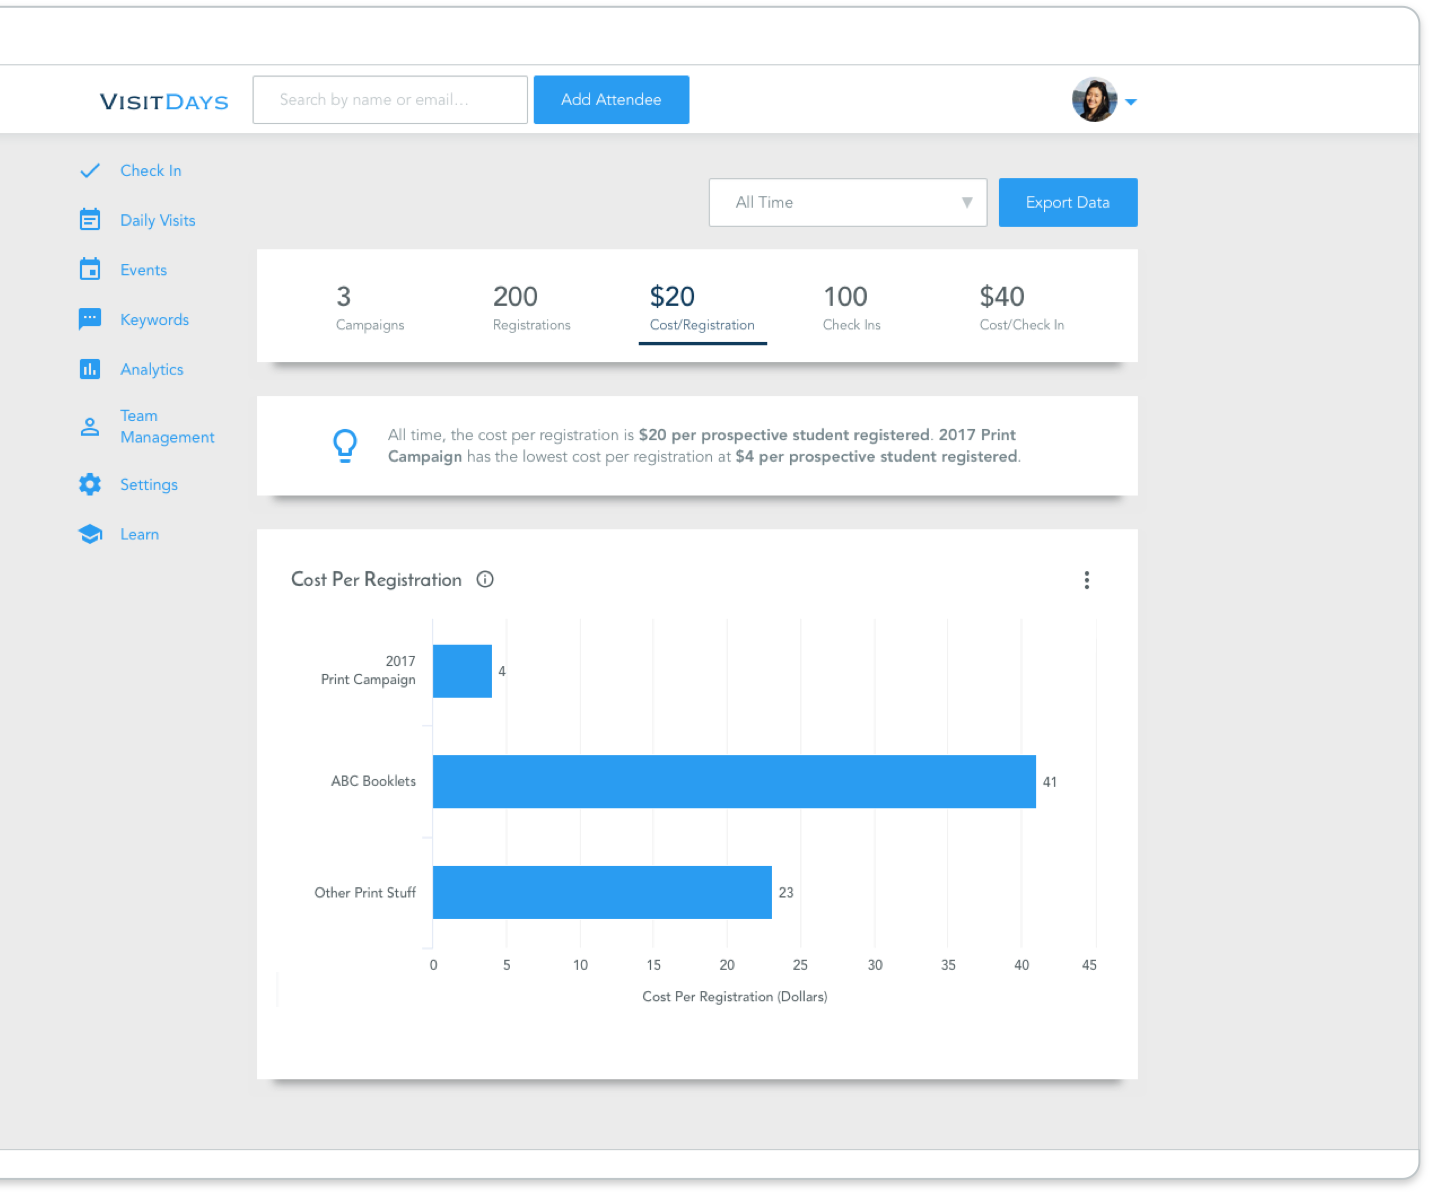 VISITDAYS
Search by name or email...
Add Attendee
Check In
Daily Visits
Events
Keywords
Analytics
Team
Management
Settings
Learn
All Time
Export Data
3
Campaigns
200
Registrations
$20
Cost/Registration
100
Check Ins
$40
Cost/Check In
All time, the cost per registration is $20 per prospective student registered. 2017 Print
Campaign has the lowest cost per registration at $4 per prospective student registered.
Cost Per Registration
2017
Print Campaign
4
ABC Booklets
41
Other Print Stuff
23
0 5 10 15 20 25 30 35 40 45
Cost Per Registration (Dollars)